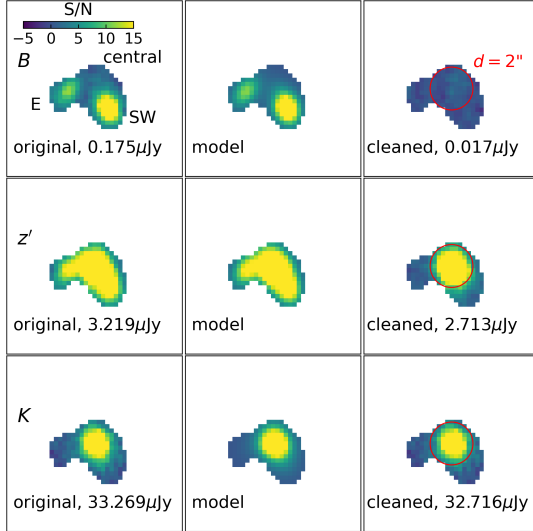 S/N
−5 0 5 10 15
central
B
d = 2"
E
SW
original, 0.175μJy
model
cleaned, 0.017μJy
z′
original, 3.219μJy
model
cleaned, 2.713μJy
K
original, 33.269μJy
model
cleaned, 32.716μJy